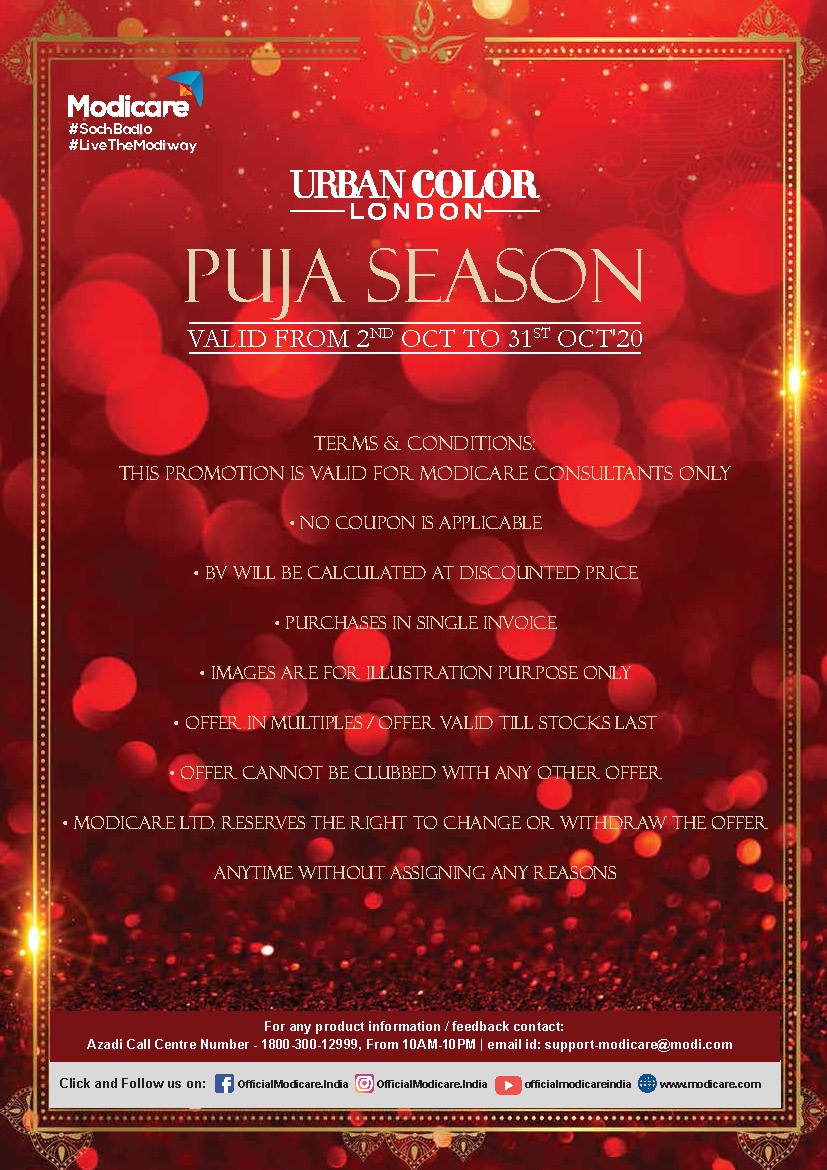 Modicare
#SochBadlo
#LiveTheModiway
URBAN COLOR
LONDON
PUJA SEASON
VALID FROM 2ND OCT TO 31ST OCT'20
TERMS & CONDITIONS:
THIS PROMOTION IS VALID FOR MODICARE CONSULTANTS ONLY
• NO COUPON IS APPLICABLE
• BV WILL BE CALCULATED AT DISCOUNTED PRICE
• PURCHASES IN SINGLE INVOICE
• IMAGES ARE FOR ILLUSTRATION PURPOSE ONLY
• OFFER IN MULTIPLES / OFFER VALID TILL STOCKS LAST
• OFFER CANNOT BE CLUBBED WITH ANY OTHER OFFER
• MODICARE LTD. RESERVES THE RIGHT TO CHANGE OR WITHDRAW THE OFFER
ANYTIME WITHOUT ASSIGNING ANY REASONS
For any product information / feedback contact:
Azadi Call Centre Number - 1800-300-12999, From 10AM-10PM | email id: support-modicare@modi.com
Click and Follow us on: OfficialModicare.India OfficialModicare.India officialmodicareindia www.modicare.com